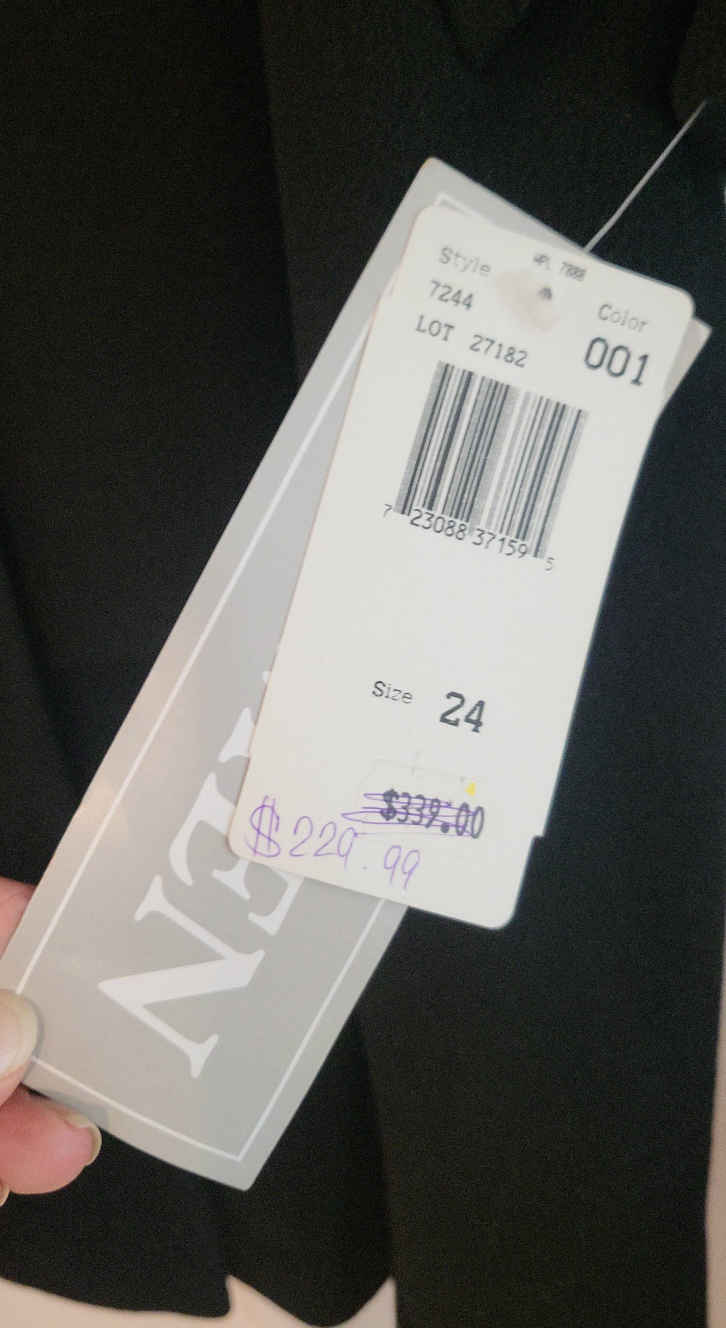 Style
7244
LOT 27182
Color
001
7 23088 37159 5
Size 24
$339.00
$229.99